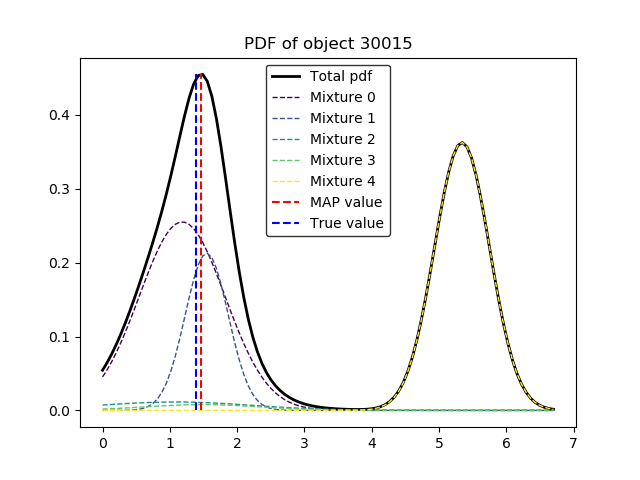 PDF of object 30015
Total pdf
Mixture 0
Mixture 1
Mixture 2
Mixture 3
Mixture 4
MAP value
True value
0.4
0.3
0.2
0.1
0.0
0 1 2 3 4 5 6 7